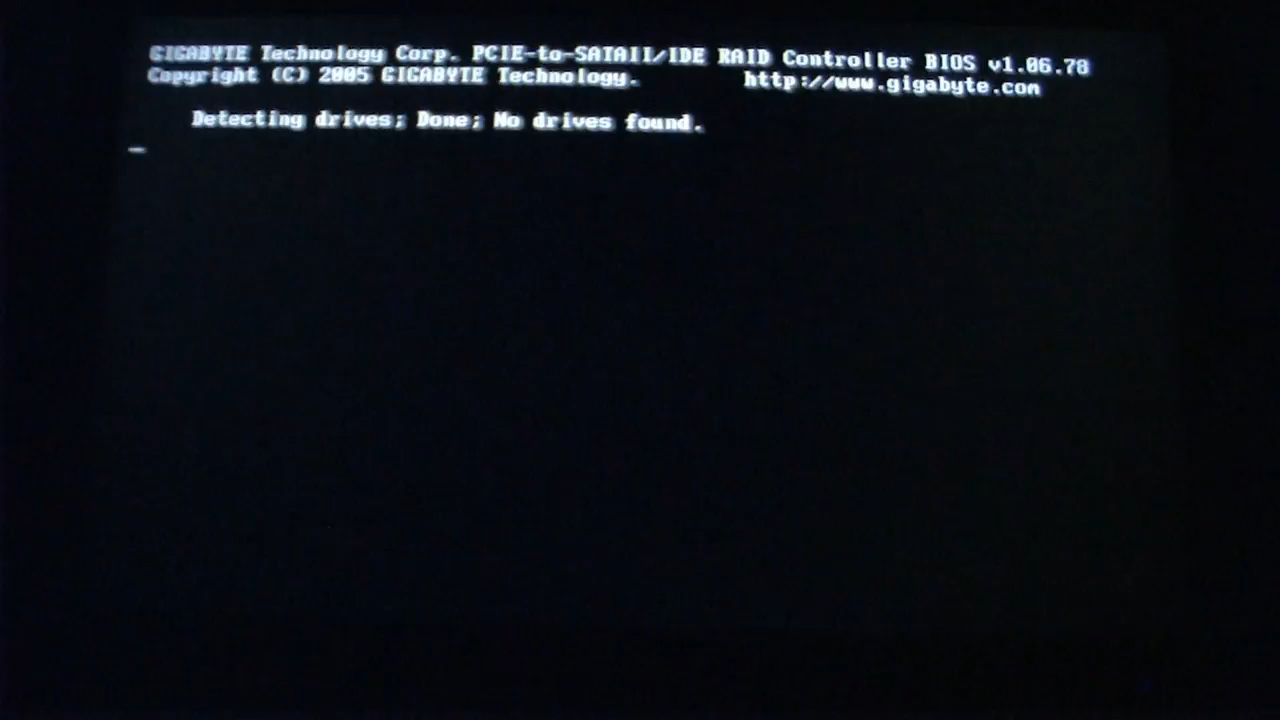 GIGABYTE Technology Corp. PCIE-to-SATAII/IDE RAID Controller BIOS v1.06.78
Copyright (C) 2005 GIGABYTE Technology. http://www.gigabyte.com
Detecting drives; Done; No drives found.